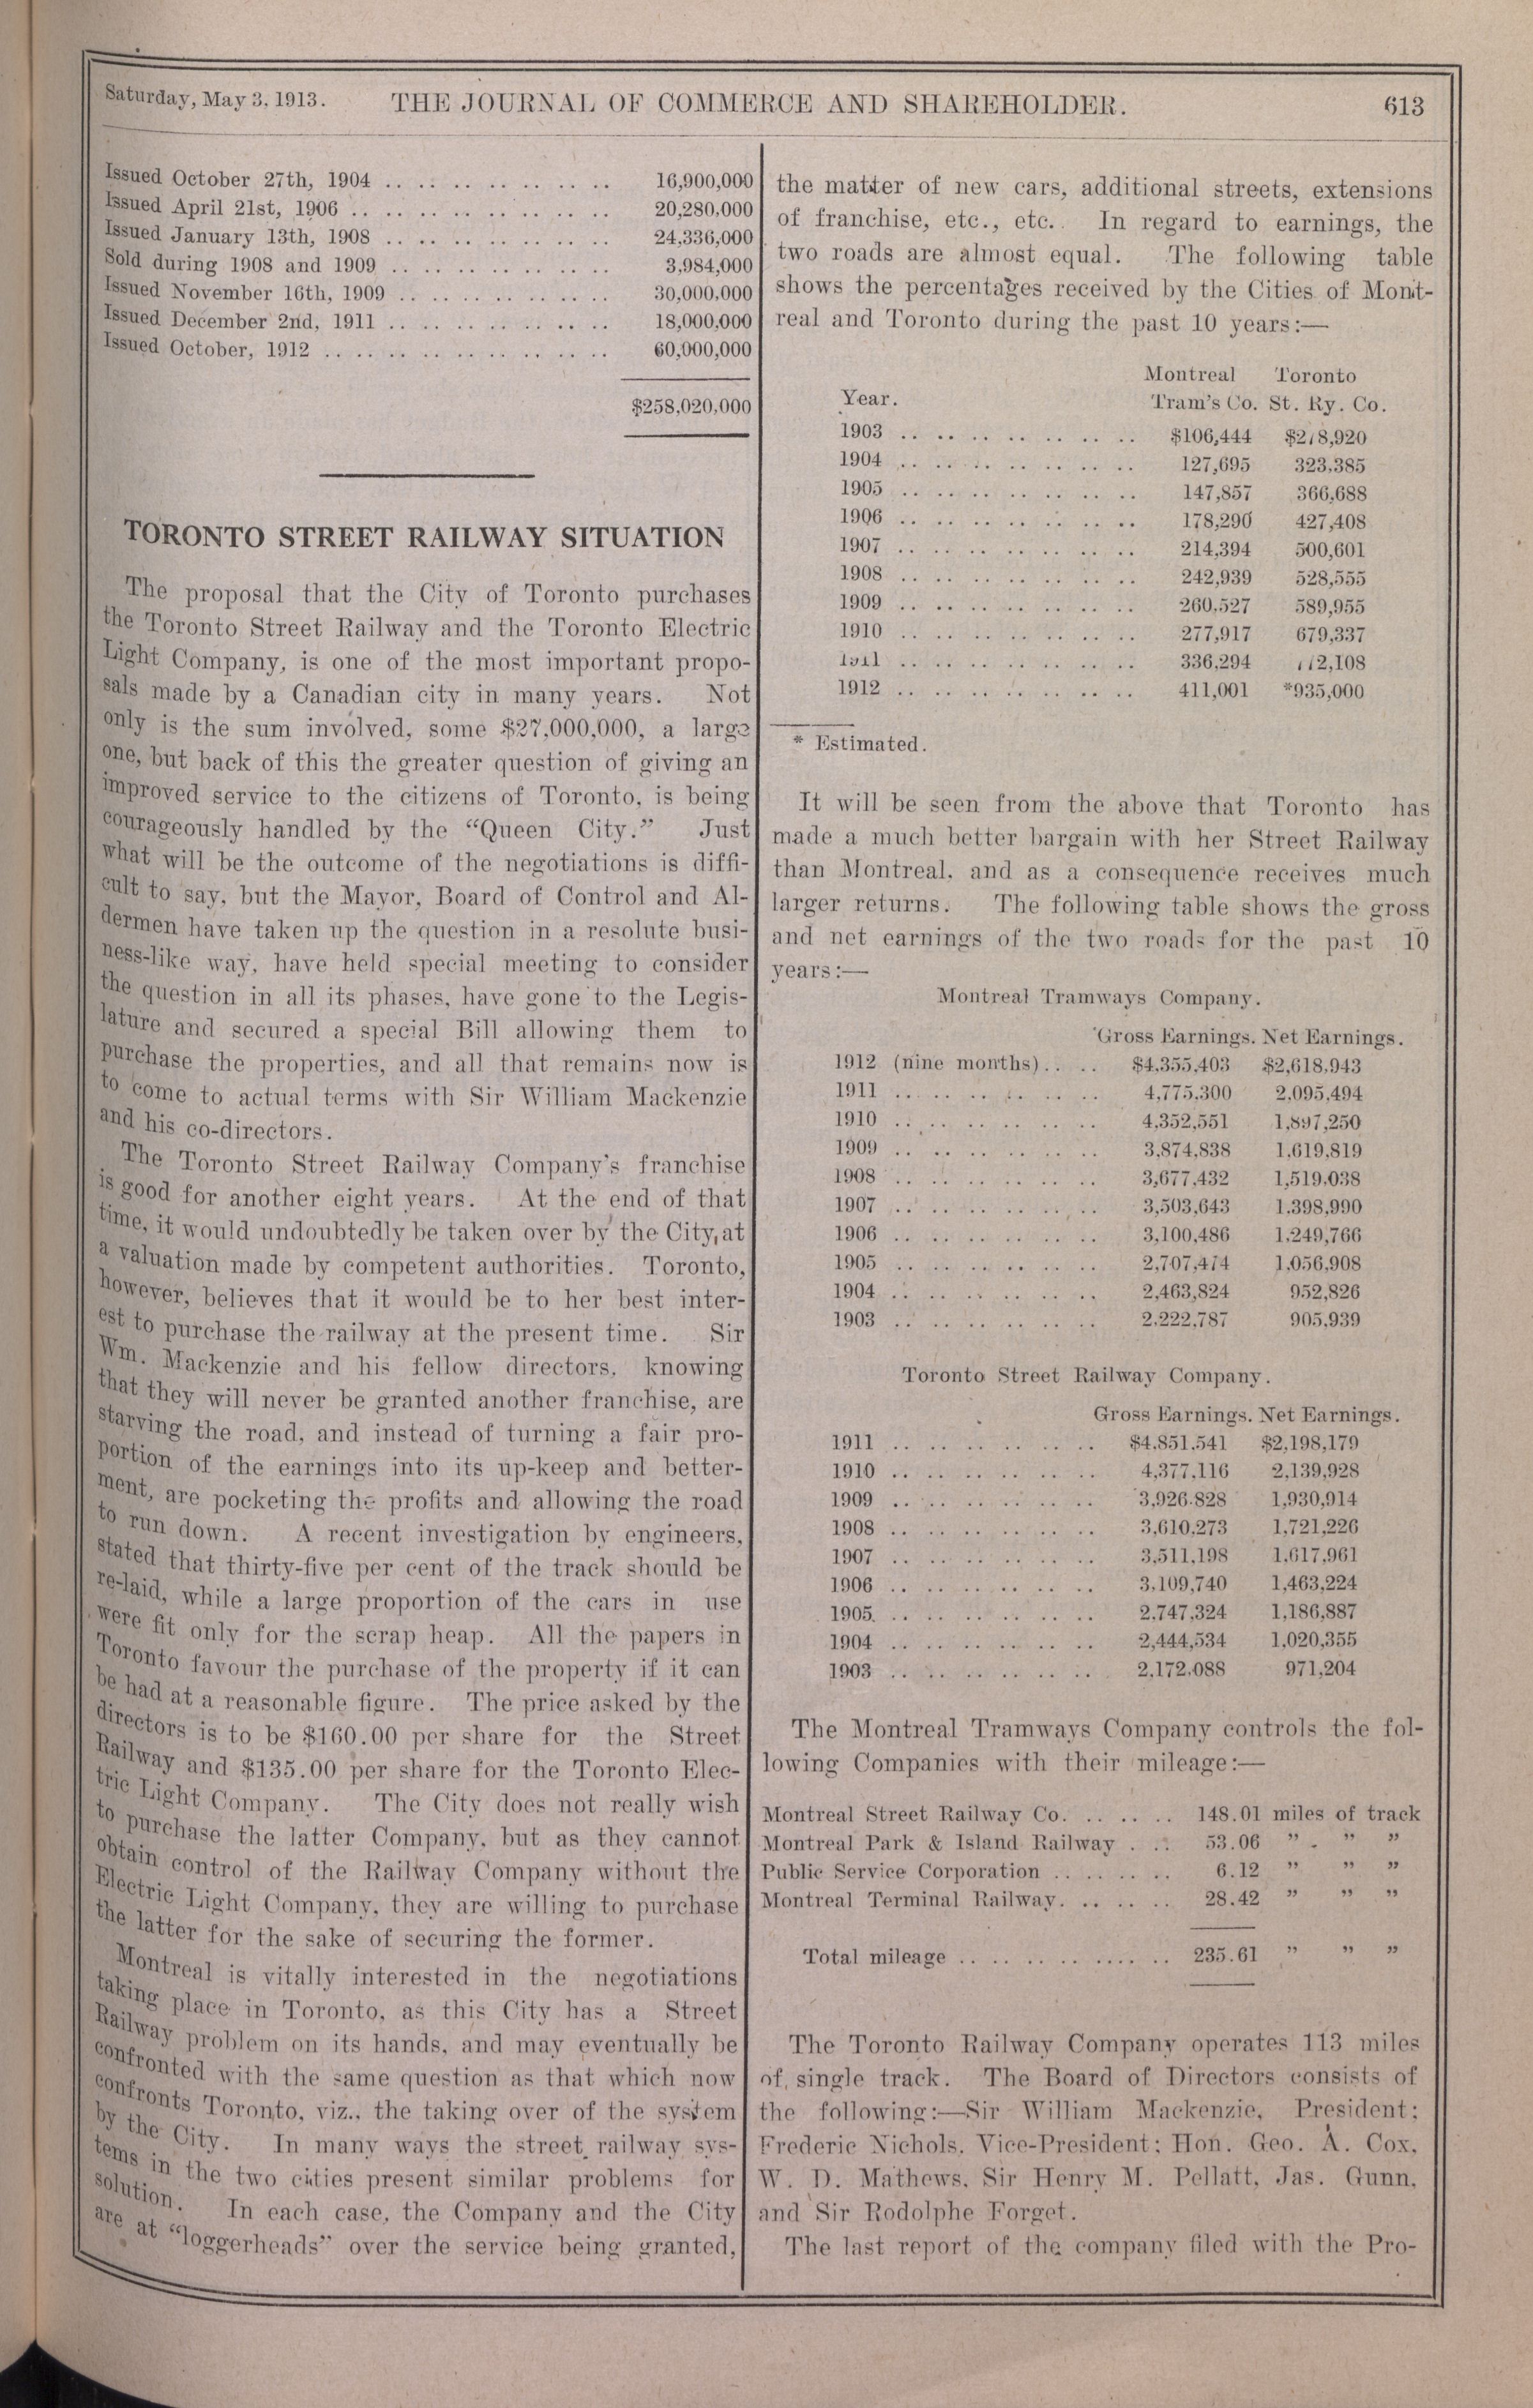 Saturday, May 3, 1913. THE JOURNAL OF COMMERCE AND SHAREHOLDER. 613
Issued October 27th, 1904 .. .. .. .. .. .. .. 16,900,000
Issued April 21st, 1906 .. .. .. .. .. .. .. .. 20,280,000
Issued January 13th, 1908 .. .. .. .. .. .. .. 24,336,000
Sold during 1908 and 1909 .. .. .. .. .. .. .. 3,984,000
Issued November 16th, 1909 .. .. .. .. .. .. .. 30,000,000
Issued December 2nd, 1911 .. .. .. .. .. .. .. 18,000,000
Issued October, 1912 .. .. .. .. .. .. .. .. .. 60,000,000
$258,020,000
TORONTO STREET RAILWAY SITUATION
The proposal that the City of Toronto purchases
the Toronto Street Railway and the Toronto Electric
Light Company, is one of the most important propo-
sals made by a Canadian city in many years. Not
only is the sum involved, some $27,000,000, a large
one, but back of this the greater question of giving an
improved service to the citizens of Toronto, is being
courageously handled by the “Queen City.” Just
what will be the outcome of the negotiations is diffi-
cult to say, but the Mayor, Board of Control and Al-
dermen have taken up the question in a resolute busi-
ness-like way, have held special meeting to consider
the question in all its phases, have gone to the Legis-
lature and secured a special Bill allowing them to
purchase the properties, and all that remains now is
to come to actual terms with Sir William Mackenzie
and his co-directors.
The Toronto Street Railway Company's franchise
is good for another eight years. At the end of that
time, it would undoubtedly be taken over by the City, at
a valuation made by competent authorities. Toronto,
however, believes that it would be to her best inter-
est to purchase the railway at the present time. Sir
Wm. Mackenzie and his fellow directors, knowing
that they will never be granted another franchise, are
starving the road, and instead of turning a fair pro-
portion of the earnings into its up-keep and better-
ment, are pocketing the profits and allowing the road
to run down. A recent investigation by engineers,
stated that thirty-five per cent of the track should be
re-laid, while a large proportion of the cars in use
were fit only for the scrap heap. All the papers in
Toronto favour the purchase of the property if it can
be had at a reasonable figure. The price asked by the
directors is to be $160.00 per share for the Street
Railway and $135.00 per share for the Toronto Elec-
tric Light Company. The City does not really wish
to purchase the latter Company, but as they cannot
obtain control of the Railway Company without the
Electric Light Company, they are willing to purchase
the latter for the sake of securing the former.
Montreal is vitally interested in the negotiations
taking place in Toronto, as this City has a Street
Railway problem on its hands, and may eventually be
confronted with the same question as that which now
confronts Toronto, viz., the taking over of the system
by the City. In many ways the street railway sys-
tems in the two cities present similar problems for
solution. In each case, the Company and the City
are at “loggerheads” over the service being granted,
the matter of new cars, additional streets, extensions
of franchise, etc., etc. In regard to earnings, the
two roads are almost equal. The following table
shows the percentages received by the Cities of Mont-
real and Toronto during the past 10 years:—
Montreal Toronto
Year. Tram's Co. St. Ry. Co.
1903 .. .. .. .. .. .. .. $106,444
1904 .. .. .. .. .. .. .. 127,695 323,385
1905 .. .. .. .. .. .. .. 147,857 366,688
1906 .. .. .. .. .. .. .. 178,290 427,408
1907 .. .. .. .. .. .. .. 214,394 500,601
1908 .. .. .. .. .. .. .. 242,939 528,555
1909 .. .. .. .. .. .. .. 260,527 589,955
1910 .. .. .. .. .. .. .. 277,917 679,337
1911 .. .. .. .. .. .. .. 336,294
1912 .. .. .. .. .. .. .. 411,001 *935,000
* Estimated.
It will be seen from the above that Toronto has
made a much better bargain with her Street Railway
than Montreal, and as a consequence receives much
larger returns. The following table shows the gross
and net earnings of the two roads for the past 10
years:—
Montreal Tramways Company.
Gross Earnings. Net Earnings.
1912 (nine months).. .. $4,355,403 $2,618,943
1911 .. .. .. .. .. .. .. 4,775,300 2,095,494
1910 .. .. .. .. .. .. .. 4,352,551 1,897,250
1909 .. .. .. .. .. .. .. 3,874,838 1,619,819
1908 .. .. .. .. .. .. .. 3,677,432 1,519,038
1907 .. .. .. .. .. .. .. 3,503,643 1,398,990
1906 .. .. .. .. .. .. .. 3,100,486 1,249,766
1905 .. .. .. .. .. .. .. 2,707,474 1,056,908
1904 .. .. .. .. .. .. .. 2,463,824 952,826
1903 .. .. .. .. .. .. .. 2,222,787 905,939
Toronto Street Railway Company.
Gross Earnings. Net Earnings.
1911 .. .. .. .. .. .. .. $4,851,541 $2,198,179
1910 .. .. .. .. .. .. .. 4,377,116 2,139,928
1909 .. .. .. .. .. .. .. 3,926,828 1,930,914
1908 .. .. .. .. .. .. .. 3,610,273 1,721,226
1907 .. .. .. .. .. .. .. 3,511,198 1,617,961
1906 .. .. .. .. .. .. .. 3,109,740 1,463,224
1905. .. .. .. .. .. .. .. 2,747,324 1,186,887
1904 .. .. .. .. .. .. .. 2,444,534 1,020,355
1903 .. .. .. .. .. .. .. 2,172,088 971,204
The Montreal Tramways Company controls the fol-
lowing Companies with their mileage:—
Montreal Street Railway Co. .. .. .. 148.01 miles of track
Montreal Park & Island Railway . .. 53.06 ” ” ”
Public Service Corporation .. .. .. .. 6.12 ” ” ”
Montreal Terminal Railway. .. .. .. 28.42 ” ” ”
Total mileage .. .. .. .. .... .. 235.61 ” ” ”
The Toronto Railway Company operates 113 miles
of single track. The Board of Directors consists of
the following:—Sir William Mackenzie, President;
Frederic Nichols, Vice-President; Hon. Geo. A. Cox,
W. D. Mathews, Sir Henry M. Pellatt, Jas. Gunn,
and Sir Rodolphe Forget.
The last report of the company filed with the Pro-